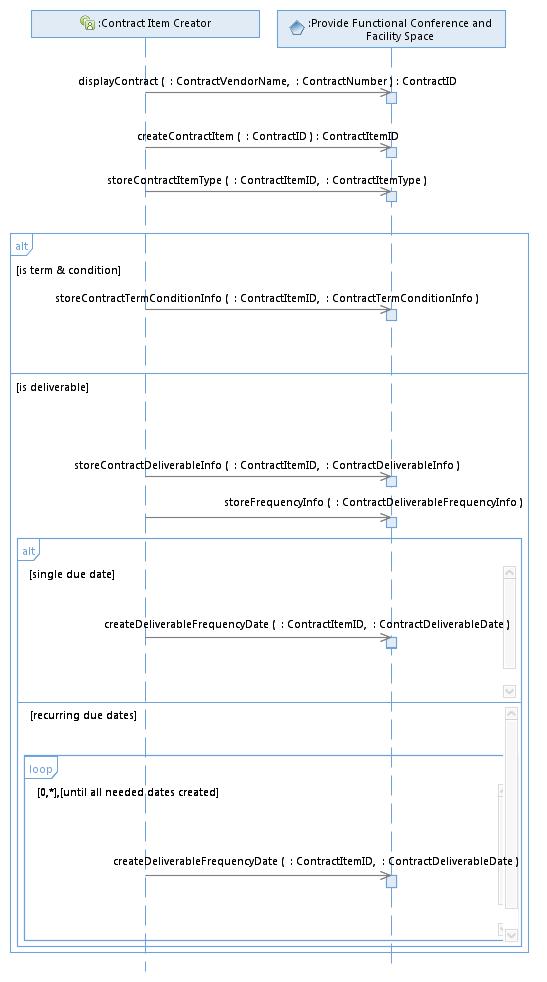 :Contract Item Creator
:Provide Functional Conference and
Facility Space
displayContract ( : ContractVendorName, : ContractNumber ) : ContractID
createContractItem ( : ContractID ) : ContractItemID
storeContractItemType ( : ContractItemID, : ContractItemType )
alt
[is term & condition]
storeContractTermConditionInfo ( : ContractItemID, : ContractTermConditionInfo )
[is deliverable]
storeContractDeliverableInfo ( : ContractItemID, : ContractDeliverableInfo )
storeFrequencyInfo ( : ContractDeliverableFrequencyInfo )
alt
[single due date]
createDeliverableFrequencyDate ( : ContractItemID, : ContractDeliverableDate )
[recurring due dates]
loop
[0,*],[until all needed dates created]
createDeliverableFrequencyDate ( : ContractItemID, : ContractDeliverableDate )